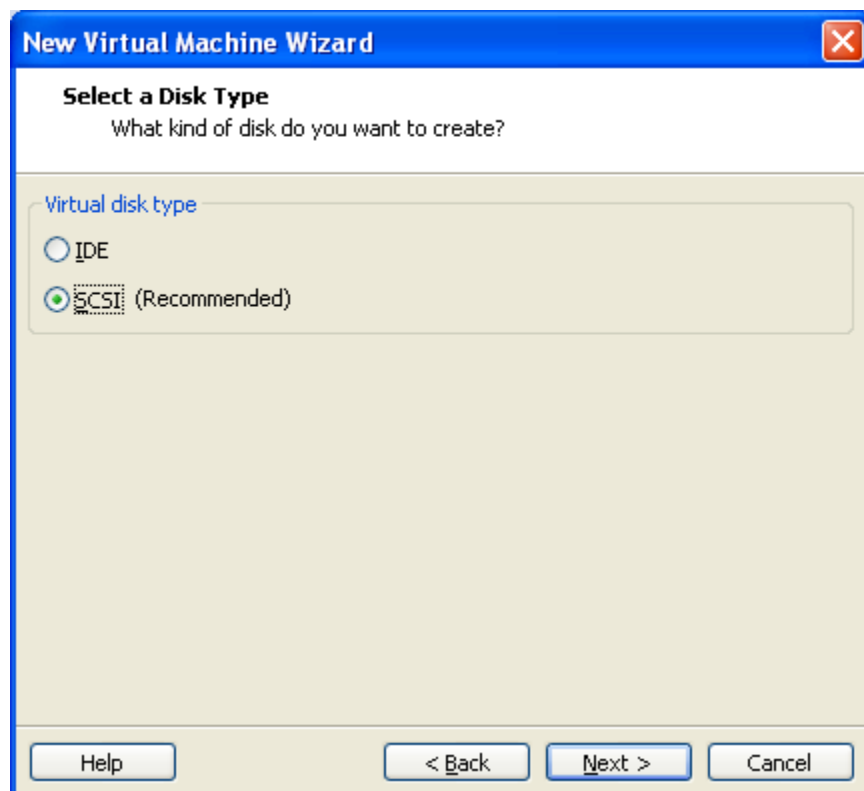 New Virtual Machine Wizard
Select a Disk Type
What kind of disk do you want to create?
Virtual disk type
IDE
SCSI (Recommended)
Help < Back Next > Cancel